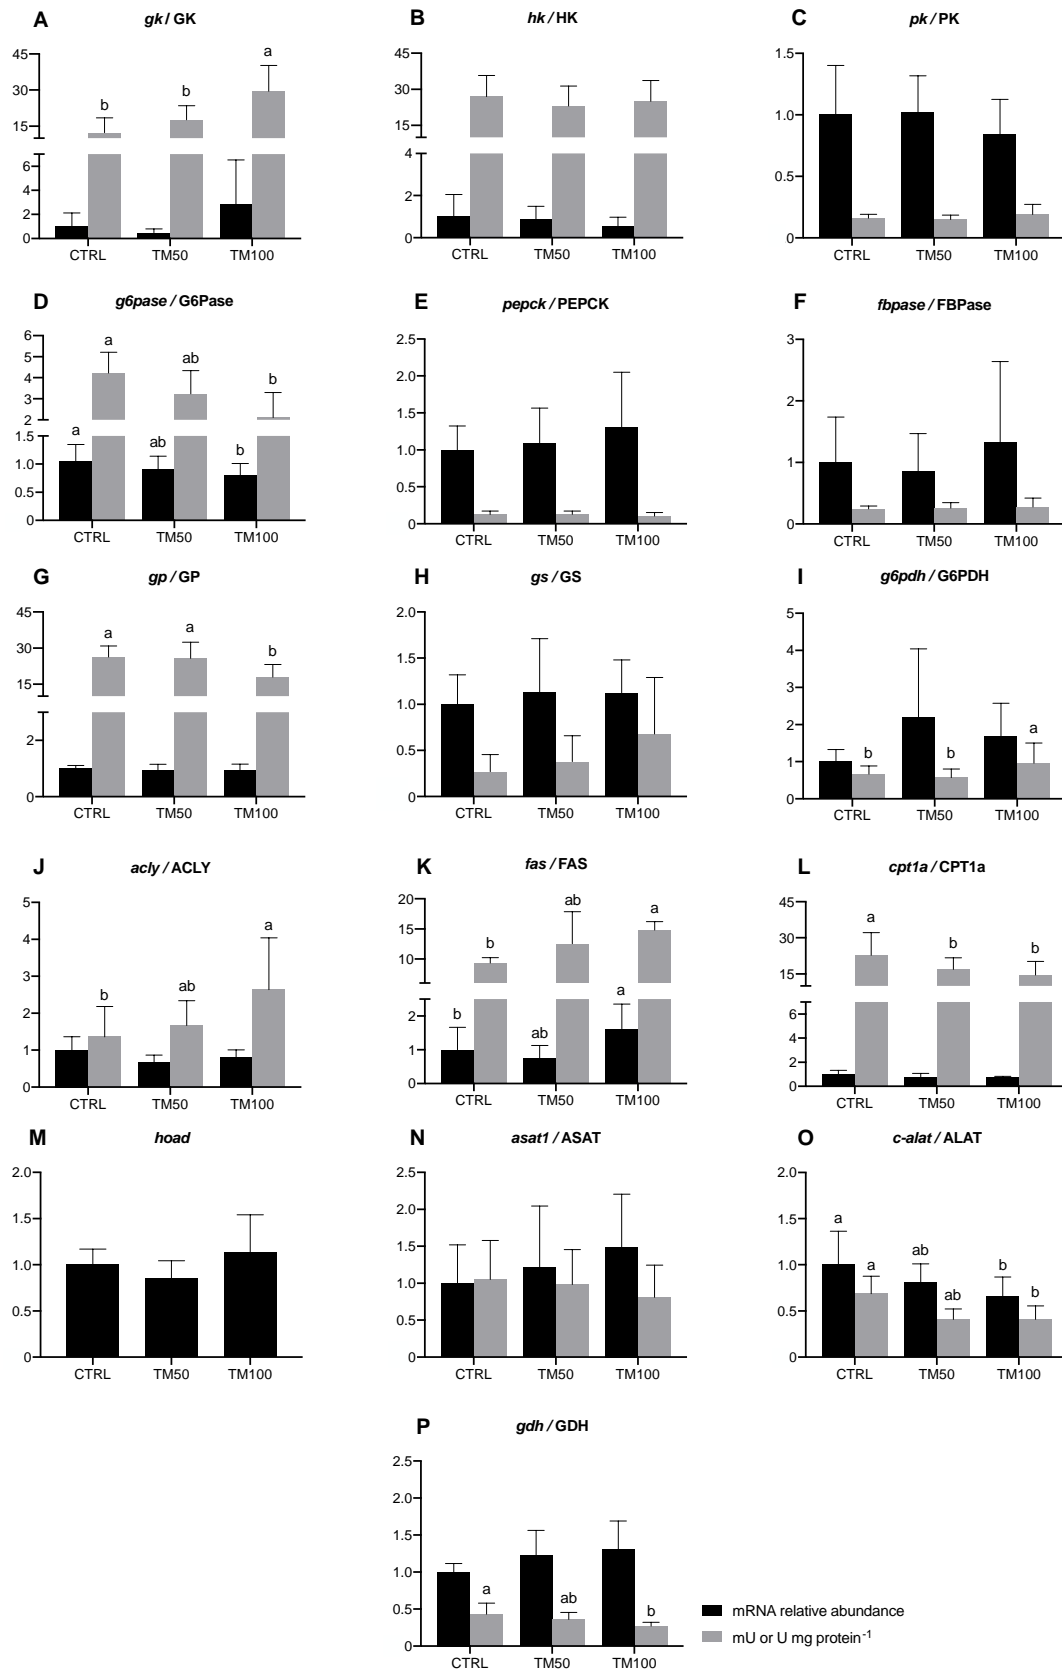 A gk / GK
45
30
15
6
4
2
0
b
b
a
CTRL TM50 TM100
B hk / HK
45
30
15
4
2
0
CTRL TM50 TM100
C pk / PK
1.5
1.0
0.5
0
CTRL TM50 TM100
D g6pase / G6Pase
6
5
4
3
2
1.5
1.0
0.5
0
a
ab
b
a
ab
b
CTRL TM50 TM100
E pepck / PEPCK
2.5
2.0
1.5
1.0
0.5
0
CTRL TM50 TM100
F fbpase / FBPase
3
2
1
0
CTRL TM50 TM100
G gp / GP
45
30
15
2
0
a
a
b
CTRL TM50 TM100
H gs / GS
2.0
1.5
1.0
0.5
0
CTRL TM50 TM100
I g6pdh / G6PDH
5
4
3
2
1
0
b
b
a
CTRL TM50 TM100
J acly / ACLY
5
4
3
2
1
0
b
ab
a
CTRL TM50 TM100
K fas / FAS
20
15
10
2
1
0
b
ab
a
b
ab
a
CTRL TM50 TM100
L cpt1a / CPT1a
45
30
15
6
4
2
0
a
b
b
CTRL TM50 TM100
M hoad
2.0
1.5
1.0
0.5
0
CTRL TM50 TM100
N asat1 / ASAT
2.5
2.0
1.5
1.0
0.5
0
CTRL TM50 TM100
O c-alat / ALAT
2.0
1.5
1.0
0.5
0
a
a
ab
ab
b
b
CTRL TM50 TM100
P gdh / GDH
2.5
2.0
1.5
1.0
0.5
0
a
ab
b
CTRL TM50 TM100
mRNA relative abundance
mU or U mg protein⁻¹